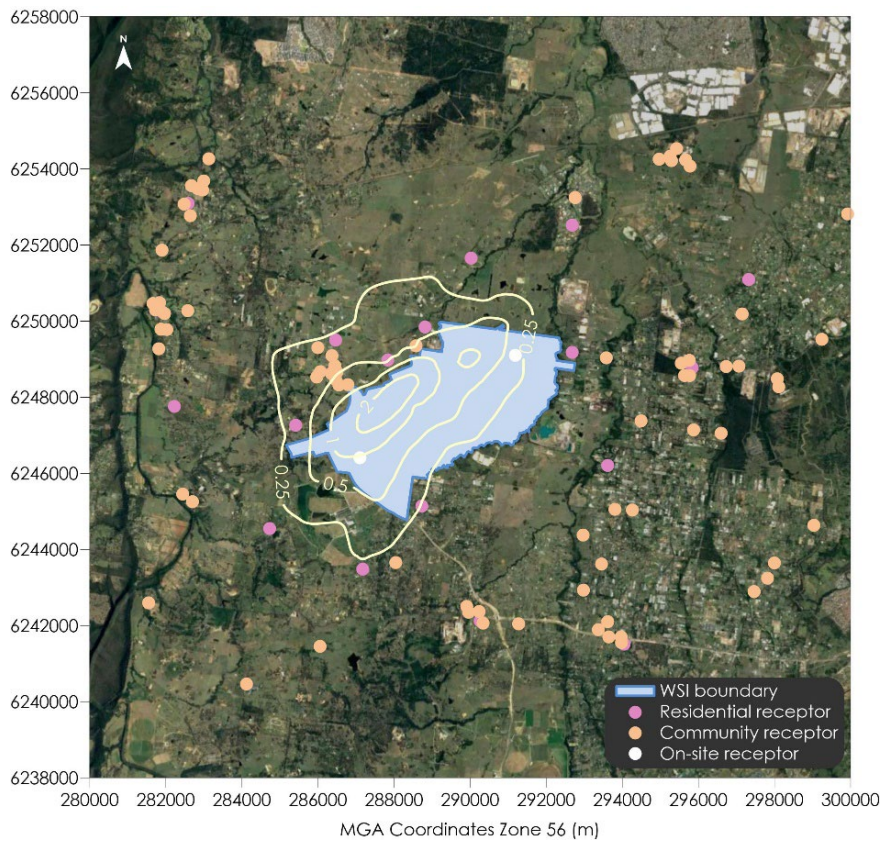 6258000
N
6256000
6254000
6252000
6250000
0.25
6248000
2
1
6246000
0.25
0.5
6244000
6242000
WSI boundary
Residential receptor
6240000
Community receptor
On-site receptor
6238000
280000 282000 284000 286000 288000 290000 292000 294000 296000 298000 300000
MGA Coordinates Zone 56 (m)